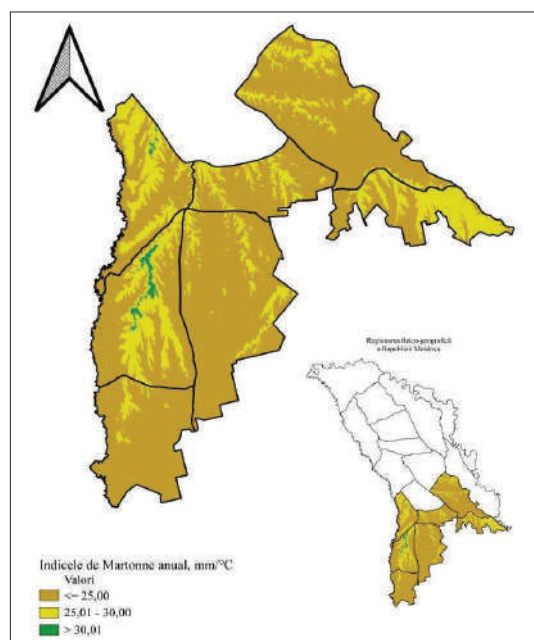 Regionarea fizico-geografică
a Republicii Moldova
Indicele de Martonne anual, mm/°C
Valori
<= 25,00
25,01 - 30,00
> 30,01